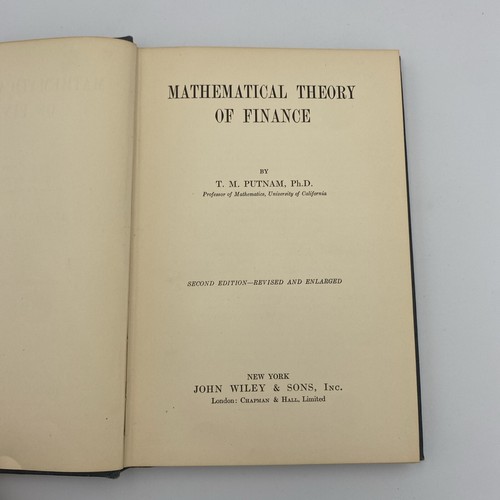 MATHEMATICAL THEORY
OF FINANCE
BY
T. M. PUTNAM, Ph.D.
Professor of Mathematics, University of California
SECOND EDITION—REVISED AND ENLARGED
NEW YORK
JOHN WILEY & SONS, Inc.
London: CHAPMAN & HALL, Limited